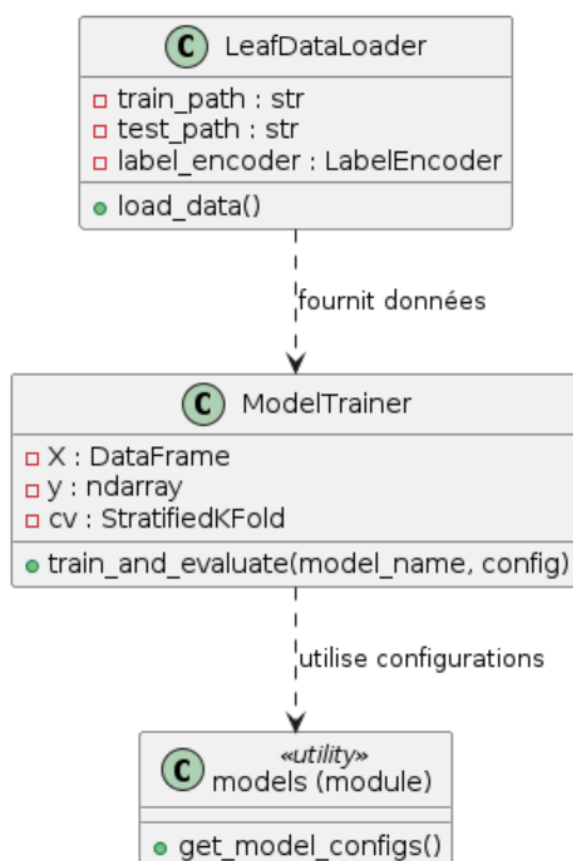 C LeafDataLoader
train_path : str
test_path : str
label_encoder : LabelEncoder
load_data()
fournit données
C ModelTrainer
X : DataFrame
y : ndarray
cv : StratifiedKFold
train_and_evaluate(model_name, config)
utilise configurations
C «utility»
models (module)
get_model_configs()